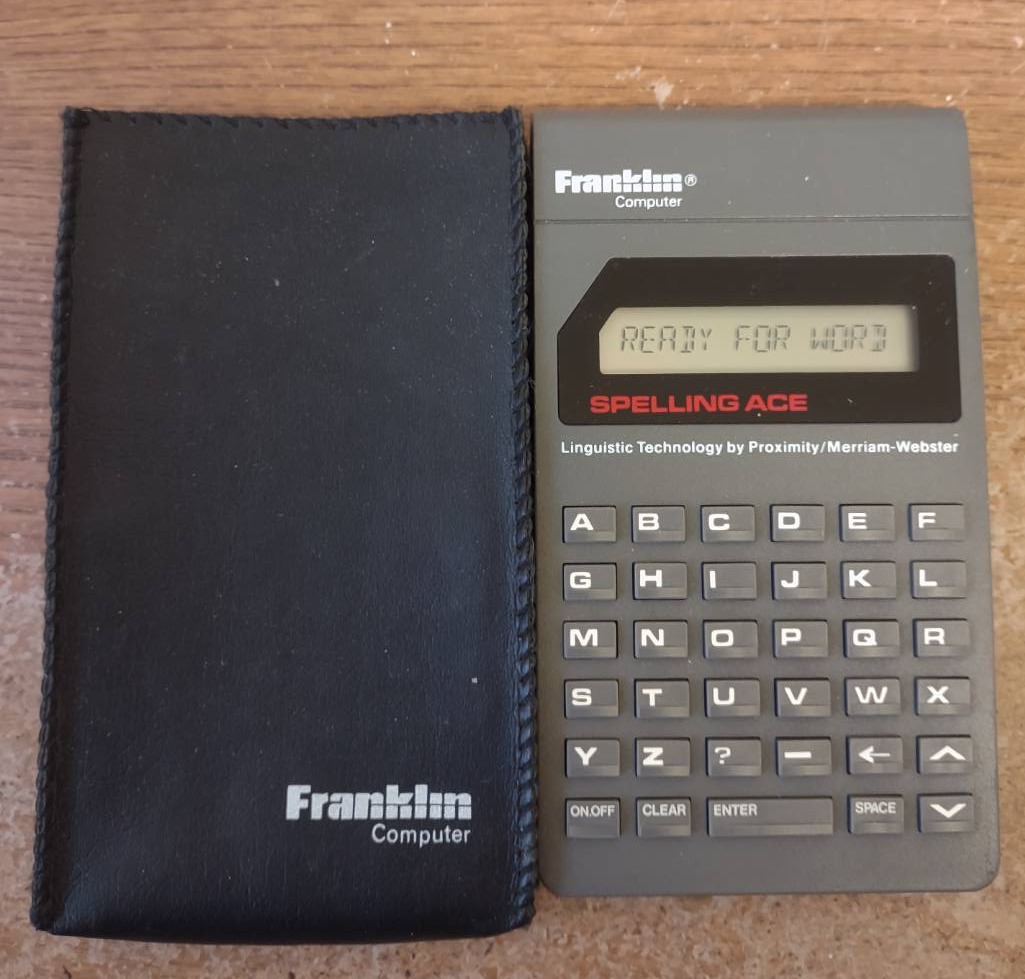 Franklin
Computer
Franklin®
Computer
READY FOR WORD
SPELLING ACE
Linguistic Technology by Proximity/Merriam-Webster
A B C D E F
G H I J K L
M N O P Q R
S T U V W X
Y Z ? — ← ^
ON.OFF CLEAR ENTER SPACE